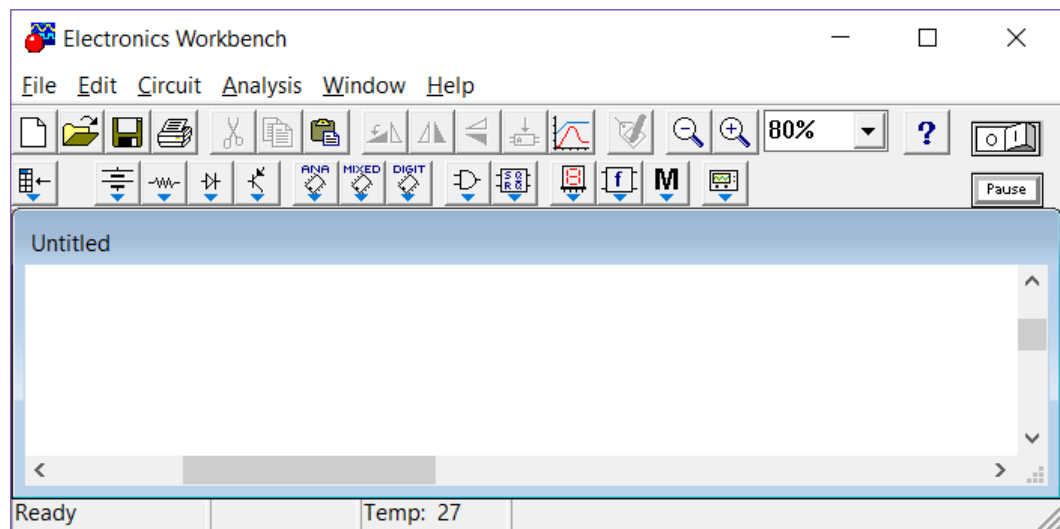 Electronics Workbench
File Edit Circuit Analysis Window Help
80% ?
ANA MIXED DIGIT f M
Pause
Untitled
Ready Temp: 27